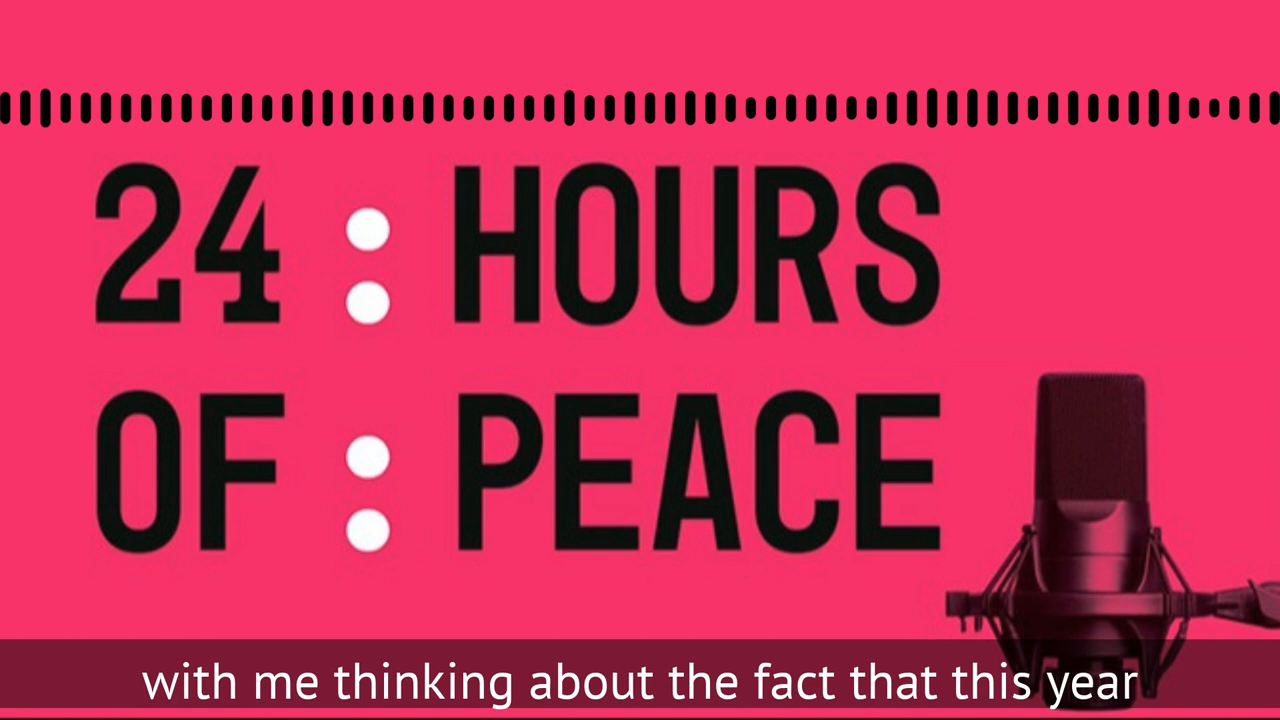 24 : HOURS
OF : PEACE
with me thinking about the fact that this year